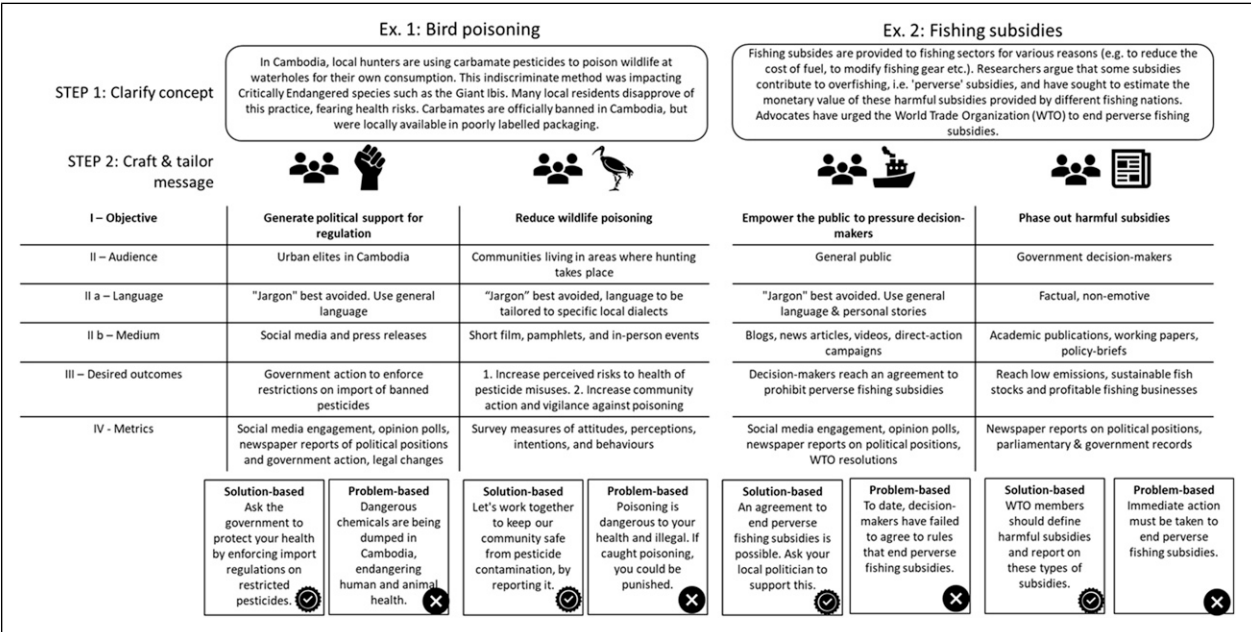 Ex. 1: Bird poisoning
Ex. 2: Fishing subsidies
STEP 1: Clarify concept
In Cambodia, local hunters are using carbamate pesticides to poison wildlife at
waterholes for their own consumption. This indiscriminate method was impacting
Critically Endangered species such as the Giant Ibis. Many local residents disapprove
of this practice, fearing health risks. Carbamates are officially banned in Cambodia, but
were locally available in poorly labelled packaging.
Fishing subsides are provided to fishing sectors for various reasons (e.g. to reduce the
cost of fuel, to modify fishing gear etc.). Researchers argue that some subsidies
contribute to overfishing, i.e. 'perverse' subsidies, and have sought to estimate the
monetary value of these harmful subsidies provided by different fishing nations.
Advocates have urged the World Trade Organization (WTO) to end perverse fishing
subsidies.
STEP 2: Craft & tailor
message
I – Objective
Generate political support for
regulation
Reduce wildlife poisoning
Empower the public to pressure decision-
makers
Phase out harmful subsidies
II – Audience
Urban elites in Cambodia
Communities living in areas where hunting
takes place
General public
Government decision-makers
II a – Language
"Jargon" best avoided. Use general
language
“Jargon” best avoided, language to be
tailored to specific local dialects
"Jargon" best avoided. Use general
language & personal stories
Factual, non-emotive
II b – Medium
Social media and press releases
Short film, pamphlets, and in-person events
Blogs, news articles, videos, direct-action
campaigns
Academic publications, working papers,
policy-briefs
III – Desired outcomes
Government action to enforce
restrictions on import of banned
pesticides
1. Increase perceived risks to health of
pesticide misuses. 2. Increase community
action and vigilance against poisoning
Decision-makers reach an agreement to
prohibit perverse fishing subsidies
Reach low emissions, sustainable fish
stocks and profitable fishing businesses
IV - Metrics
Social media engagement, opinion polls,
newspaper reports of political positions
and government action, legal changes
Survey measures of attitudes, perceptions,
intentions, and behaviours
Social media engagement, opinion polls,
newspaper reports on political positions,
WTO resolutions
Newspaper reports on political positions,
parliamentary & government records
Solution-based
Ask the
government to
protect your health
by enforcing import
regulations on
restricted
pesticides.
Problem-based
Dangerous
chemicals are being
dumped in
Cambodia,
endangering
human and animal
health.
Solution-based
Let's work together
to keep our
community safe
from pesticide
contamination, by
reporting it.
Problem-based
Poisoning is
dangerous to your
health and illegal. If
caught poisoning,
you could be
punished.
Solution-based
An agreement to
end perverse
fishing subsidies is
possible. Ask your
local politician to
support this.
Problem-based
To date, decision-
makers have failed
to agree to rules
that end perverse
fishing subsidies.
Solution-based
WTO members
should define
harmful subsidies
and report on
these types of
subsidies.
Problem-based
Immediate action
must be taken to
end perverse
fishing subsidies.